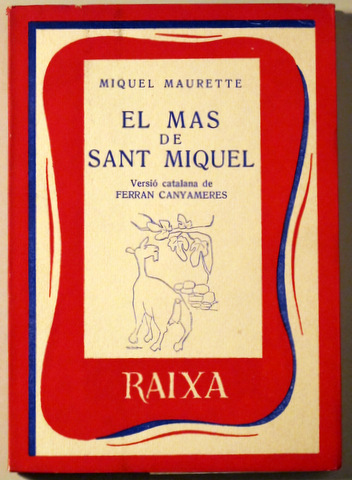 MIQUEL MAURETTE
EL MAS
DE
SANT MIQUEL
Versió catalana de
FERRAN CANYAMERES
RAIXA